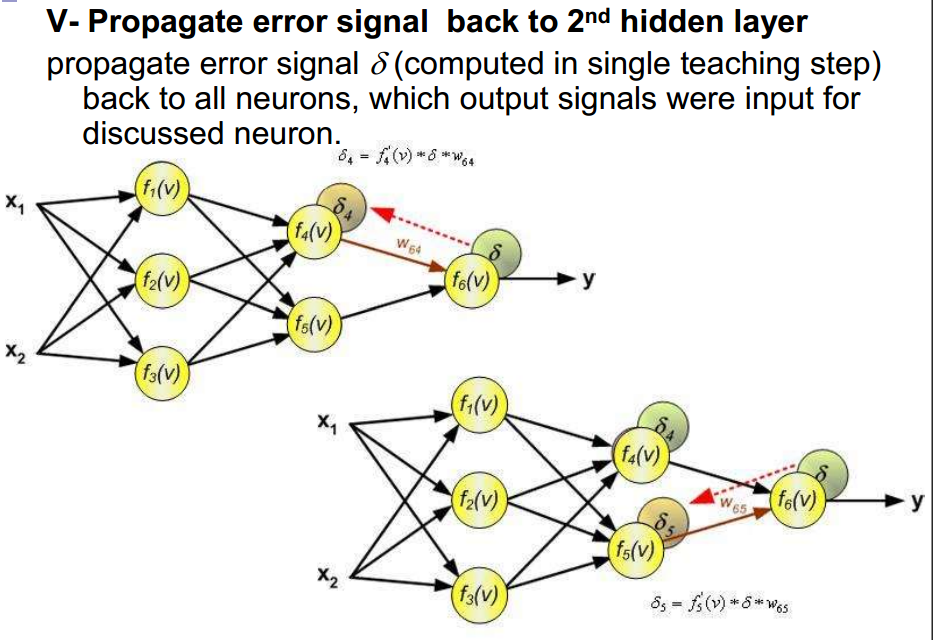 V- Propagate error signal back to 2nd hidden layer
propagate error signal δ (computed in single teaching step)
back to all neurons, which output signals were input for
discussed neuron.
δ4 = f4'(v) * δ * w64
x1
f1(v)
δ4
f4(v)
w64
δ
f2(v)
f6(v)
y
f5(v)
x2
f3(v)
x1
f1(v)
δ4
f4(v)
δ
f2(v)
w65
f6(v)
y
δ5
f5(v)
x2
f3(v)
δ5 = f5'(v) * δ * w65